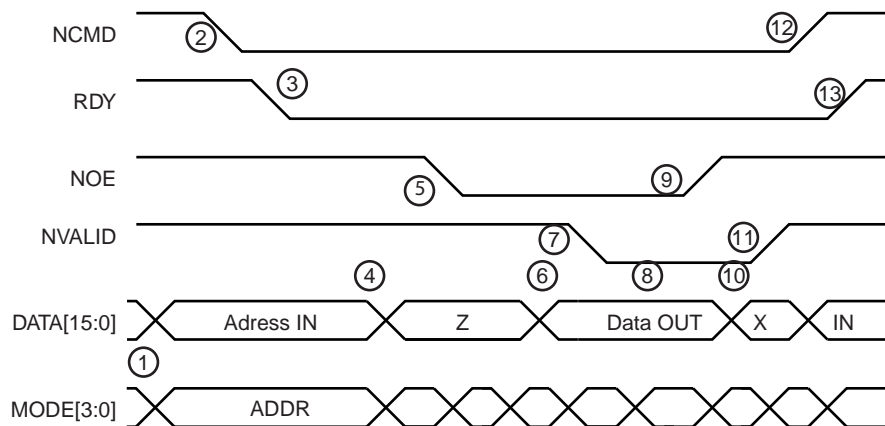 NCMD
2
12
RDY
3
13
NOE
5
9
NVALID
7
11
4
6
8
10
DATA[15:0]
Adress IN
Z
Data OUT
X
IN
1
MODE[3:0]
ADDR